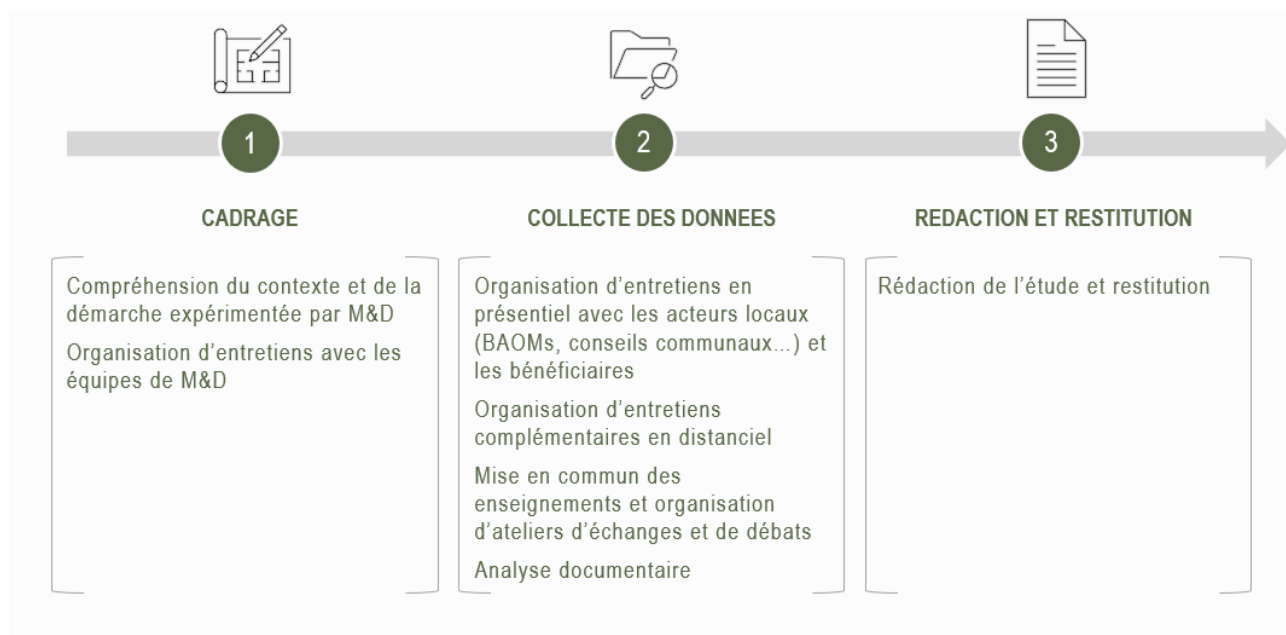 1
2
3
CADRAGE
COLLECTE DES DONNEES
REDACTION ET RESTITUTION
Compréhension du contexte et de la
démarche expérimentée par M&D
Organisation d’entretiens avec les
équipes de M&D
Organisation d’entretiens en
présentiel avec les acteurs locaux
(BAOMs, conseils communaux…) et
les bénéficiaires
Organisation d’entretiens
complémentaires en distanciel
Mise en commun des
enseignements et organisation
d’ateliers d’échanges et de débats
Analyse documentaire
Rédaction de l’étude et restitution